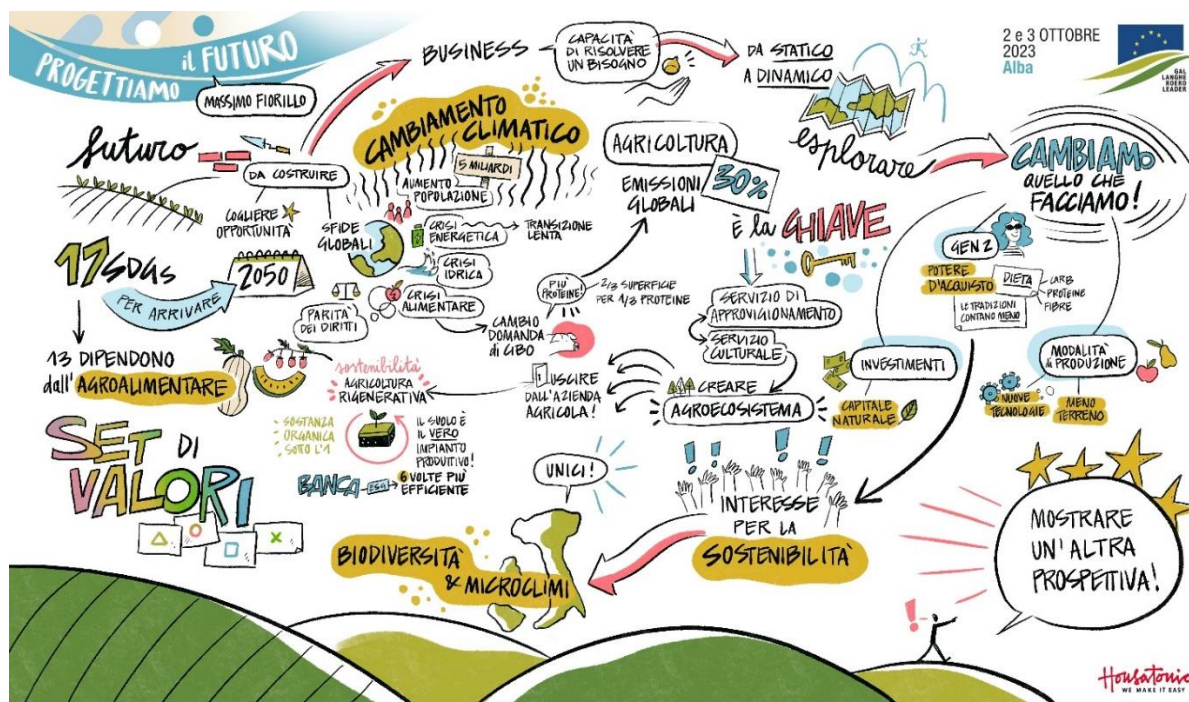 PROGETTIAMO
il FUTURO
MASSIMO FIORILLO
2 e 3 OTTOBRE
2023
Alba
GAL
LANGHE
ROERO
LEADER
futuro
DA COSTRUIRE
COGLIERE
OPPORTUNITÀ
SFIDE
GLOBALI
BUSINESS
CAPACITÀ
DI RISOLVERE
UN BISOGNO
DA STATICO
A DINAMICO
esplorare
CAMBIAMO
QUELLO CHE
FACCIAMO!
CAMBIAMENTO
CLIMATICO
5 MILIARDI
AUMENTO
POPOLAZIONE
CRISI
ENERGETICA
TRANSIZIONE
LENTA
CRISI
IDRICA
CRISI
ALIMENTARE
PARITÀ
DEI DIRITTI
17 SDGs
PER ARRIVARE
2050
13 DIPENDONO
dall'AGROALIMENTARE
AGRICOLTURA
30%
EMISSIONI
GLOBALI
È la CHIAVE
PIÙ
PROTEINE!
2/3 SUPERFICIE
PER 1/3 PROTEINE
CAMBIO
DOMANDA
di CIBO
USCIRE
DALL'AZIENDA
AGRICOLA!
SERVIZIO DI
APPROVIGIONAMENTO
SERVIZIO
CULTURALE
CREARE
AGROECOSISTEMA
GEN Z
POTERE
D'ACQUISTO
DIETA
CARB
PROTEINE
FIBRE
LE TRADIZIONI
CONTANO MENO
INVESTIMENTI
CAPITALE
NATURALE
MODALITÀ
di PRODUZIONE
NUOVE
TECNOLOGIE
MENO
TERRENO
sostenibilità
AGRICOLTURA
RIGENERATIVA
SOSTANZA
ORGANICA
SOTTO L'1
IL SUOLO È
IL VERO
IMPIANTO
PRODUTTIVO!
BANCA
ESG
6 VOLTE PIÙ
EFFICIENTE
SET DI
VALORI
UNICI!
BIODIVERSITÀ
& MICROCLIMI
INTERESSE
PER LA
SOSTENIBILITÀ
MOSTRARE
UN'ALTRA
PROSPETTIVA!
Housatonic
WE MAKE IT EASY